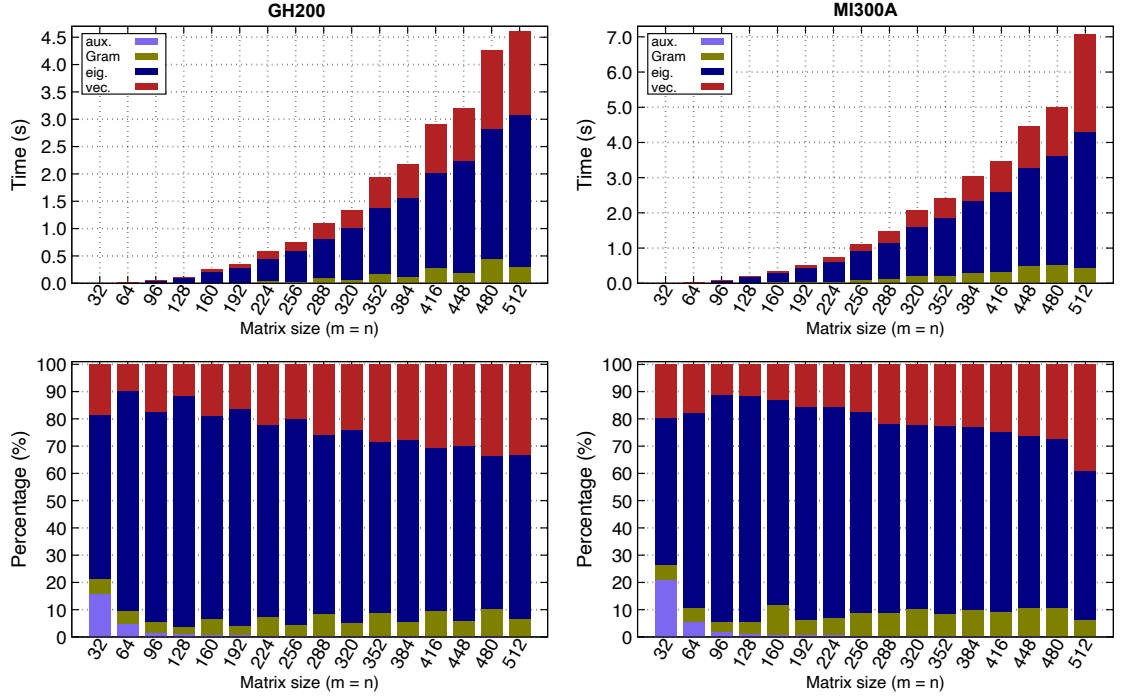 GH200
Time (s)
4.5
4.0
3.5
3.0
2.5
2.0
1.5
1.0
0.5
0.0
aux.
Gram
eig.
vec.
32 64 96 128 160 192 224 256 288 320 352 384 416 448 480 512
Matrix size (m = n)
MI300A
Time (s)
7.0
6.0
5.0
4.0
3.0
2.0
1.0
0.0
aux.
Gram
eig.
vec.
32 64 96 128 160 192 224 256 288 320 352 384 416 448 480 512
Matrix size (m = n)
Percentage (%)
100
90
80
70
60
50
40
30
20
10
0
32 64 96 128 160 192 224 256 288 320 352 384 416 448 480 512
Matrix size (m = n)
Percentage (%)
100
90
80
70
60
50
40
30
20
10
0
32 64 96 128 160 192 224 256 288 320 352 384 416 448 480 512
Matrix size (m = n)